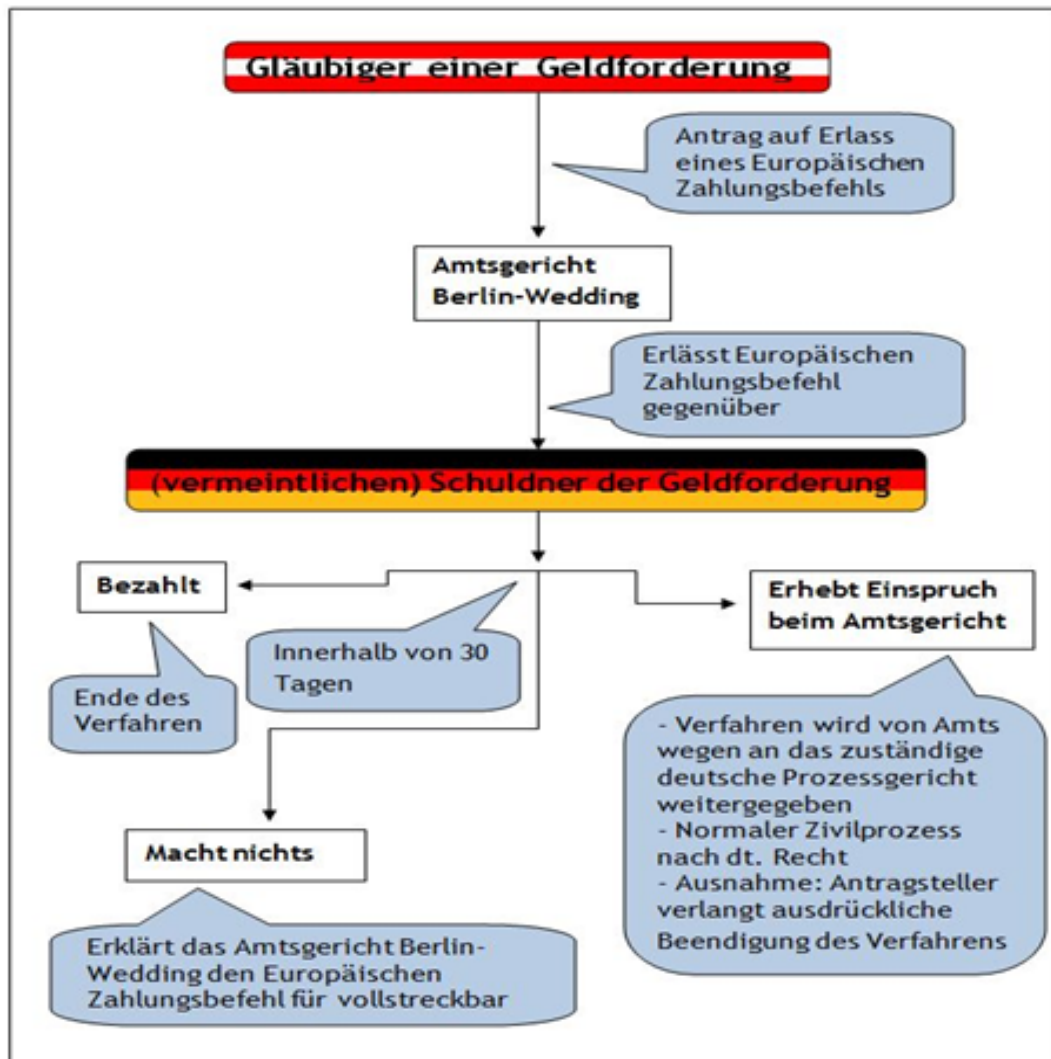 Gläubiger einer Geldforderung
Antrag auf Erlass
eines Europäischen
Zahlungsbefehls
Amtsgericht
Berlin-Wedding
Erlässt Europäischen
Zahlungsbefehl
gegenüber
(vermeintlichen) Schuldner der Geldforderung
Bezahlt
Ende des
Verfahren
Innerhalb von 30
Tagen
Erhebt Einspruch
beim Amtsgericht
- Verfahren wird von Amts
wegen an das zuständige
deutsche Prozessgericht
weitergegeben
- Normaler Zivilprozess
nach dt. Recht
- Ausnahme: Antragsteller
verlangt ausdrückliche
Beendigung des Verfahrens
Macht nichts
Erklärt das Amtsgericht Berlin-
Wedding den Europäischen
Zahlungsbefehl für vollstreckbar